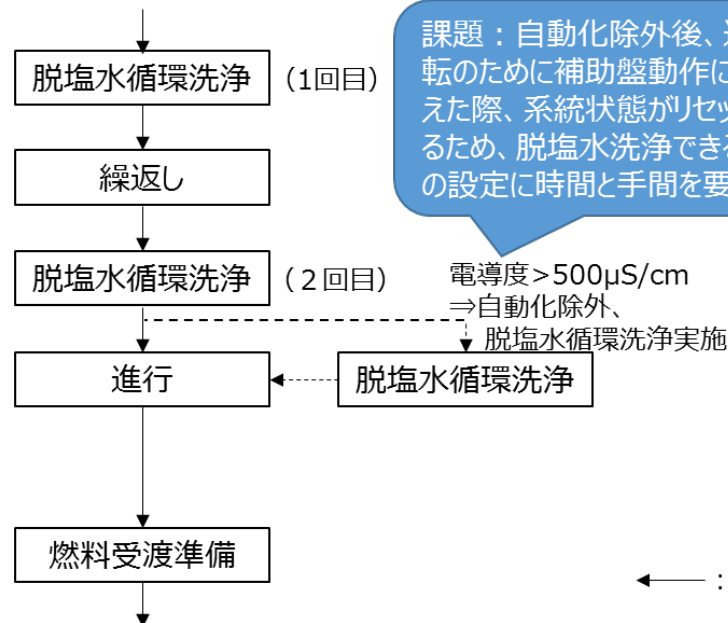 課題：自動化除外後、
転のために補助盤動作に
えた際、系統状態がリセッ
るため、脱塩水洗浄でき
の設定に時間と手間を要
脱塩水循環洗浄 （1回目）
繰返し
脱塩水循環洗浄 （２回目）
電導度>500μS/cm
⇒自動化除外、
脱塩水循環洗浄実施
進行
脱塩水循環洗浄
燃料受渡準備
：